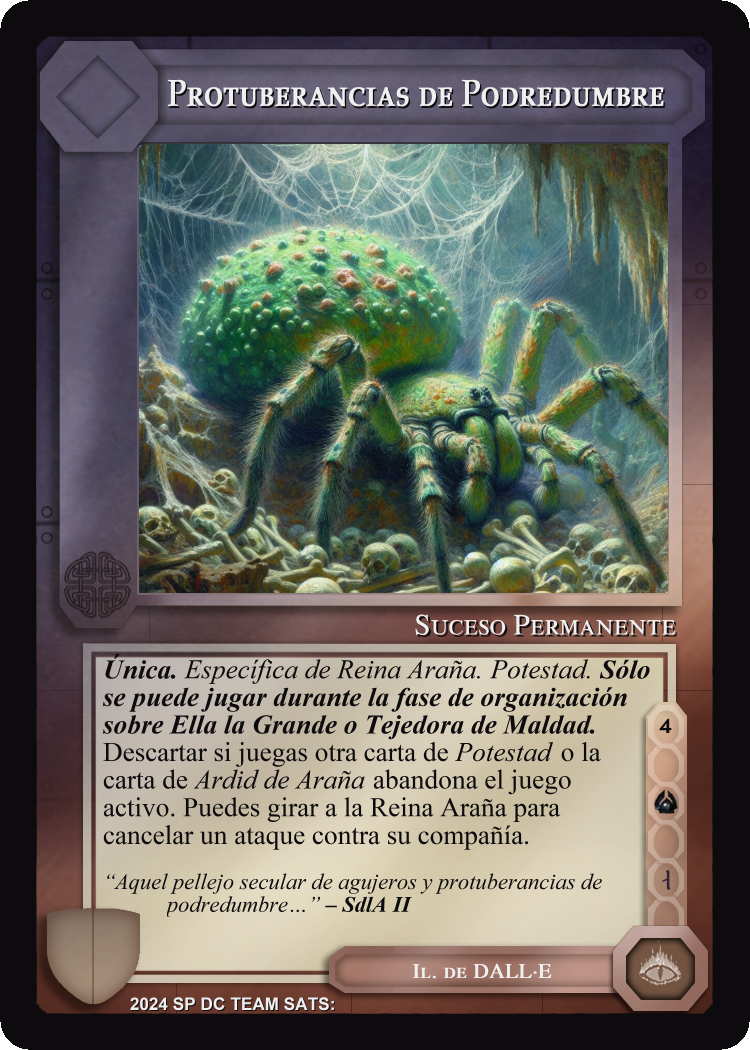 Protuberancias de Podredumbre
Suceso Permanente
Única. Específica de Reina Araña. Potestad. Sólo
se puede jugar durante la fase de organización
sobre Ella la Grande o Tejedora de Maldad.
Descartar si juegas otra carta de Potestad o la
carta de Ardid de Araña abandona el juego
activo. Puedes girar a la Reina Araña para
cancelar un ataque contra su compañía.
4
“Aquel pellejo secular de agujeros y protuberancias de
podredumbre…” – SdlA II
Il. de DALL·E
2024 SP DC TEAM SATS: